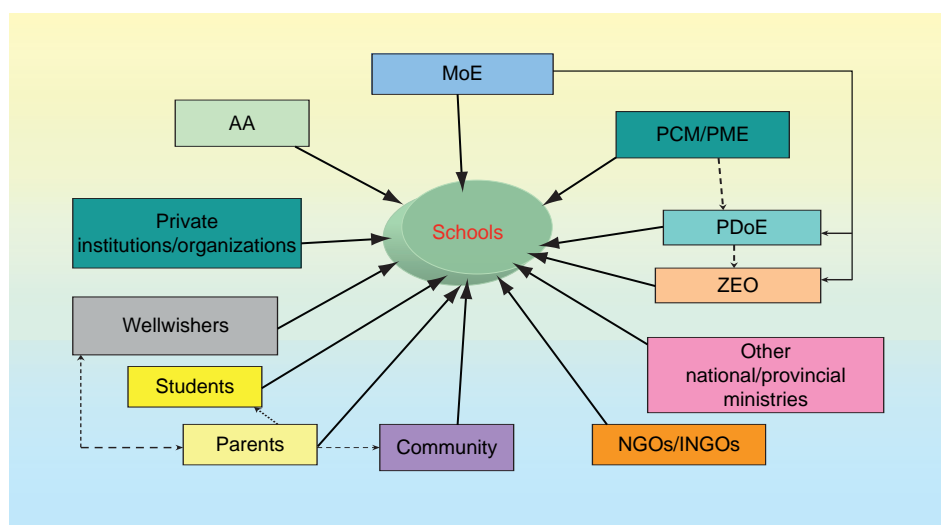 MoE
AA
PCM/PME
Private
institutions/organizations
Schools
PDoE
ZEO
Wellwishers
Other
national/provincial
ministries
Students
Parents
Community
NGOs/INGOs